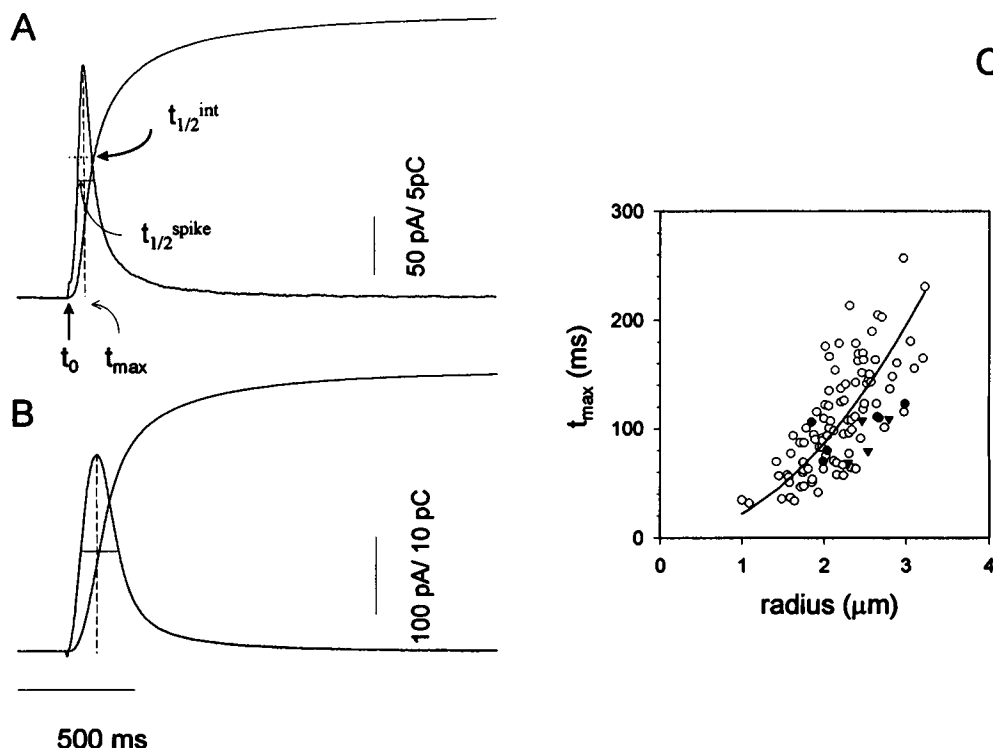 A
t1/2int
t1/2spike
50 pA/ 5pC
t0
tmax
B
100 pA/ 10 pC
500 ms
C
300
200
100
0
tmax (ms)
0 1 2 3 4
radius (μm)